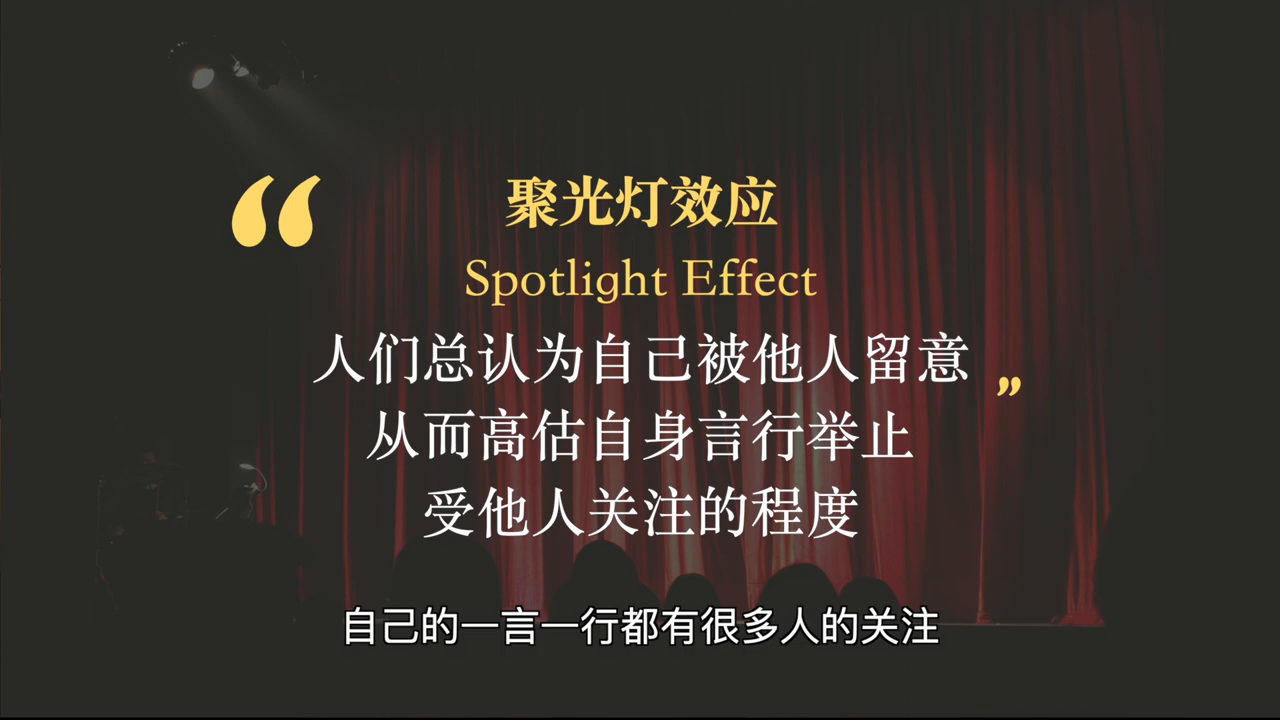 “聚光灯效应
Spotlight Effect
人们总认为自己被他人留意”
从而高估自身言行举止
受他人关注的程度
自己的一言一行都有很多人的关注